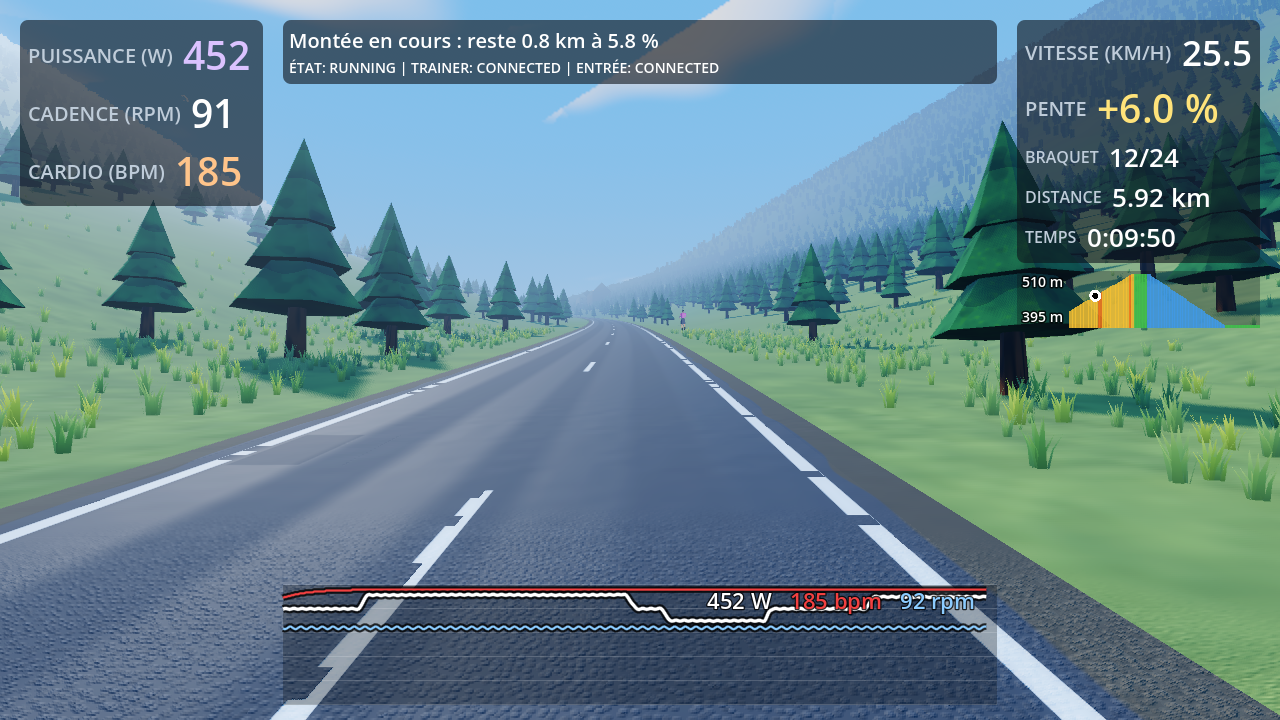 PUISSANCE (W) 452
CADENCE (RPM) 91
CARDIO (BPM) 185
Montée en cours : reste 0.8 km à 5.8 %
ÉTAT: RUNNING | TRAINER: CONNECTED | ENTRÉE: CONNECTED
VITESSE (KM/H) 25.5
PENTE +6.0 %
BRAQUET 12/24
DISTANCE 5.92 km
TEMPS 0:09:50
510 m
395 m
452 W 185 bpm 92 rpm